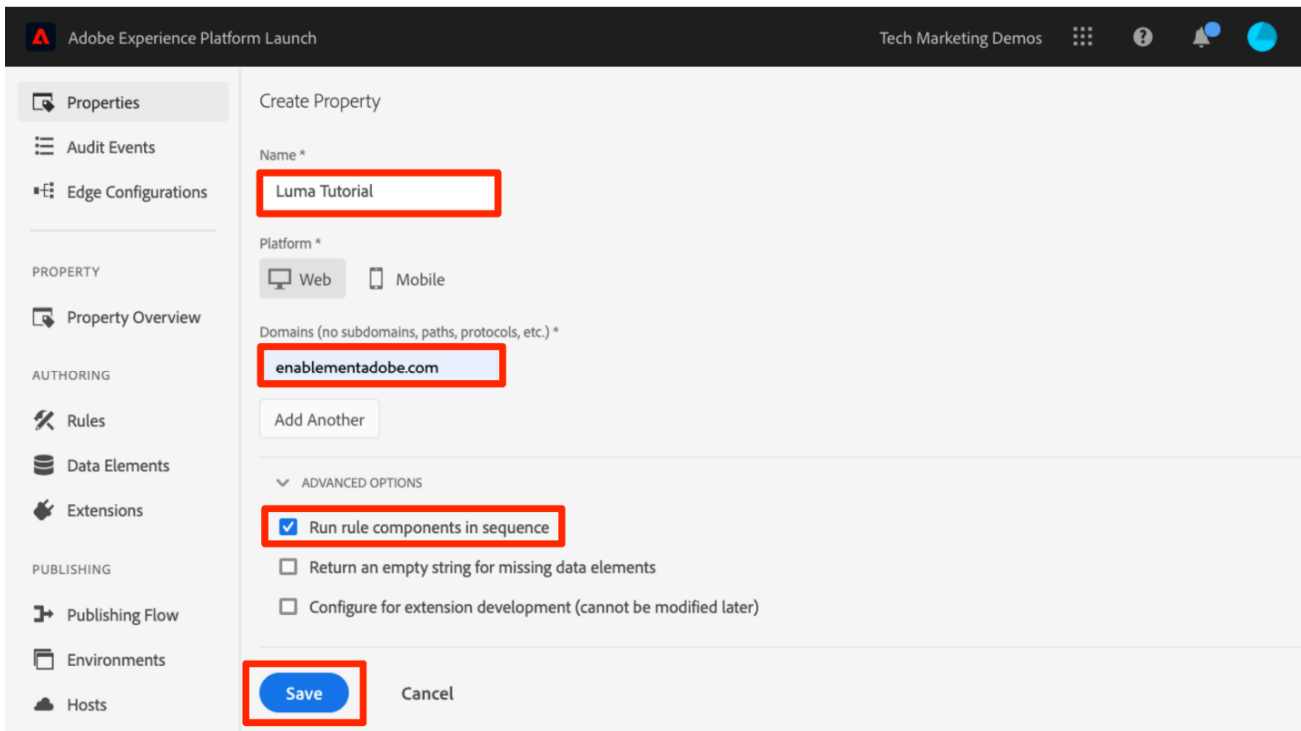 Adobe Experience Platform Launch
Tech Marketing Demos
Properties
Audit Events
Edge Configurations
PROPERTY
Property Overview
AUTHORING
Rules
Data Elements
Extensions
PUBLISHING
Publishing Flow
Environments
Hosts
Create Property
Name *
Luma Tutorial
Platform *
Web
Mobile
Domains (no subdomains, paths, protocols, etc.) *
enablementadobe.com
Add Another
ADVANCED OPTIONS
Run rule components in sequence
Return an empty string for missing data elements
Configure for extension development (cannot be modified later)
Save
Cancel